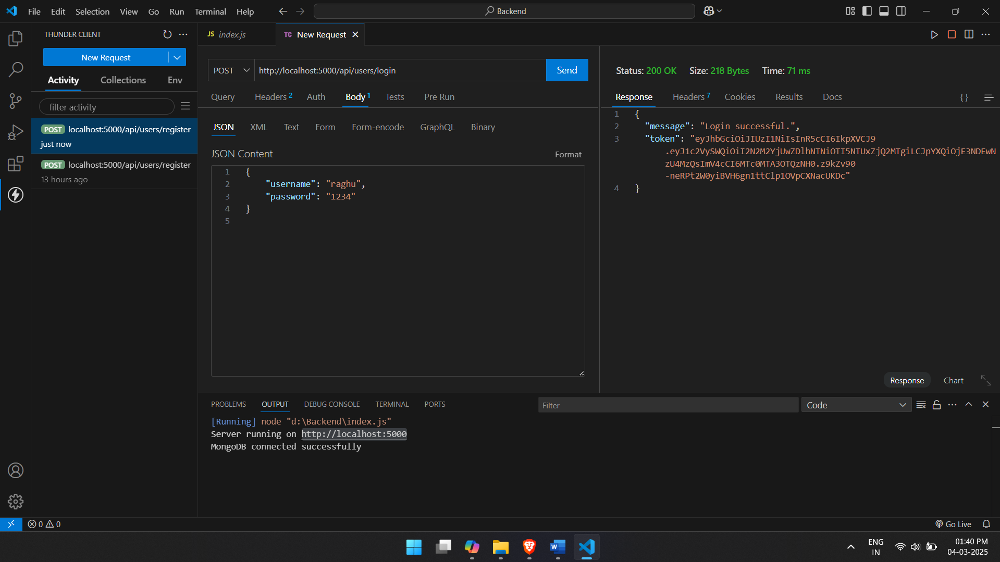 File Edit Selection View Go Run Terminal Help
Backend
THUNDER CLIENT
New Request
Activity Collections Env
filter activity
POST localhost:5000/api/users/register
just now
POST localhost:5000/api/users/register
13 hours ago
JS index.js
TC New Request
POST http://localhost:5000/api/users/login Send
Query Headers 2 Auth Body 1 Tests Pre Run
JSON XML Text Form Form-encode GraphQL Binary
JSON Content Format
1 {
2 "username": "raghu",
3 "password": "1234"
4 }
5
Status: 200 OK Size: 218 Bytes Time: 71 ms
Response Headers 7 Cookies Results Docs {}
1 {
2 "message": "Login successful.",
3 "token": "eyJhbGciOiJIUzI1NiIsInR5cCI6IkpXVCJ9
.eyJ1c2VySWQiOiI2N2M2YjUwZDlhNTNiOTI5NTUxZjQ2MTgiLCJpYXQiOjE3NDEwN
zU4MzQsImV4cCI6MTc0MTA3OTQzNH0.z9kZv90
-neRPt2W0yiBVH6gn1ttClp1OVpCXNacUKDc"
4 }
Response Chart
PROBLEMS OUTPUT DEBUG CONSOLE TERMINAL PORTS
Filter
Code
[Running] node "d:\Backend\index.js"
Server running on http://localhost:5000
MongoDB connected successfully
0 0
Go Live
W
ENG
IN
01:40 PM
04-03-2025